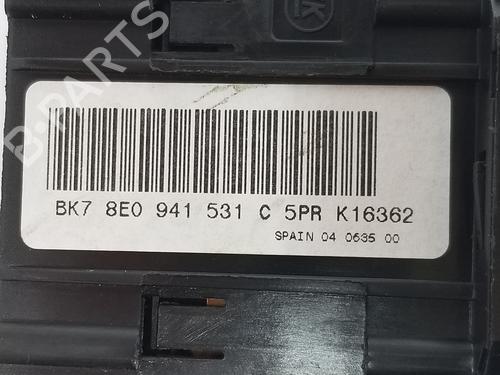 K
BK7 8E0 941 531 C 5PR K16362
SPAIN 04 0635 00
B-PARTS